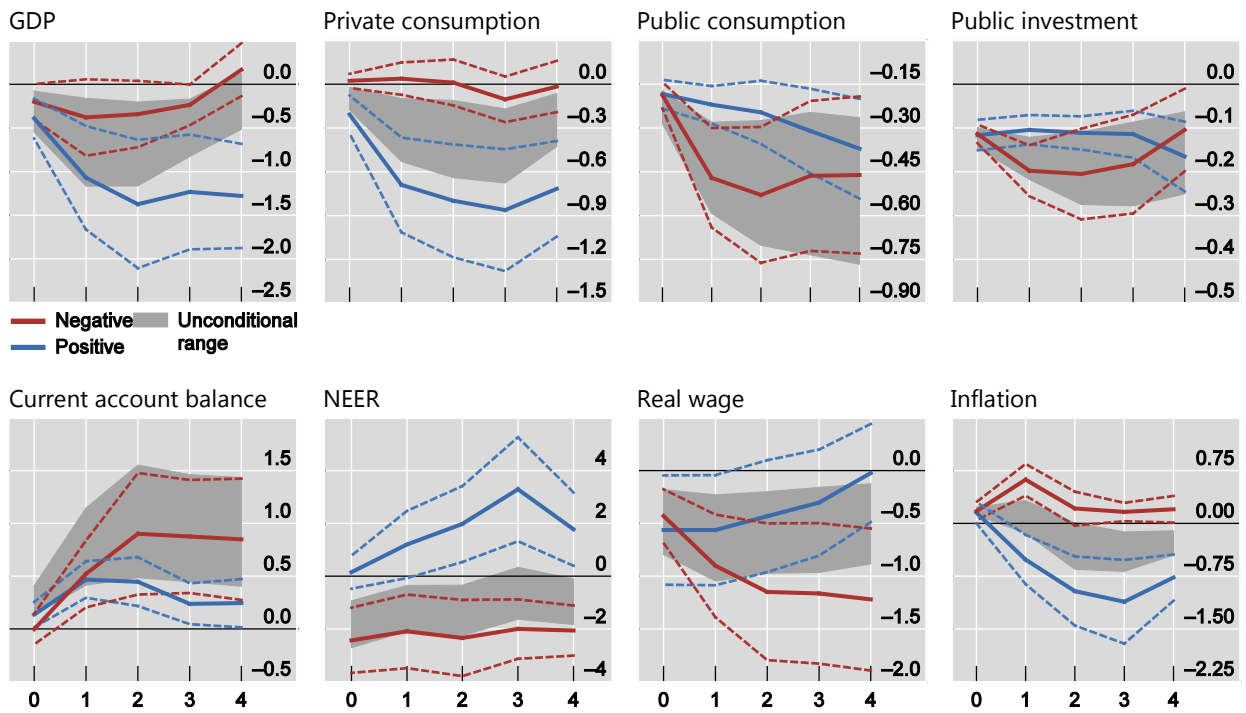 GDP
Private consumption
Public consumption
Public investment
0.0
–0.5
–1.0
–1.5
–2.0
–2.5
0.0
–0.3
–0.6
–0.9
–1.2
–1.5
–0.15
–0.30
–0.45
–0.60
–0.75
–0.90
0.0
–0.1
–0.2
–0.3
–0.4
–0.5
Negative
Positive
Unconditional
range
Current account balance
NEER
Real wage
Inflation
1.5
1.0
0.5
0.0
–0.5
0 1 2 3 4
4
2
0
–2
–4
0 1 2 3 4
0.0
–0.5
–1.0
–1.5
–2.0
0 1 2 3 4
0.75
0.00
–0.75
–1.50
–2.25
0 1 2 3 4